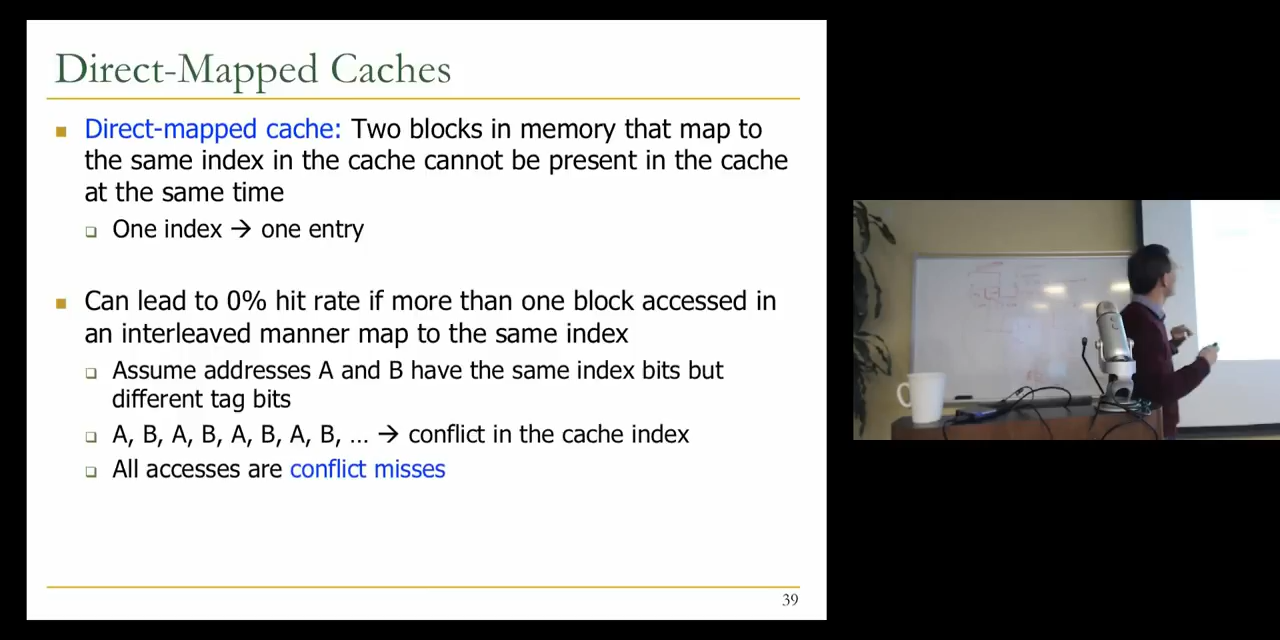 Direct-Mapped Caches
Direct-mapped cache: Two blocks in memory that map to
the same index in the cache cannot be present in the cache
at the same time
One index → one entry
Can lead to 0% hit rate if more than one block accessed in
an interleaved manner map to the same index
Assume addresses A and B have the same index bits but
different tag bits
A, B, A, B, A, B, A, B, … → conflict in the cache index
All accesses are conflict misses
39